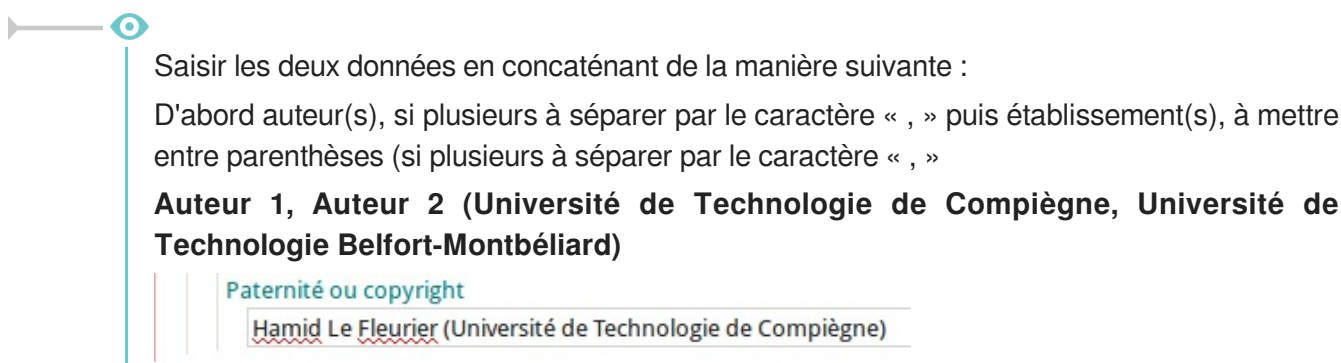 Saisir les deux données en concaténant de la manière suivante :
D'abord auteur(s), si plusieurs à séparer par le caractère « , » puis établissement(s), à mettre
entre parenthèses (si plusieurs à séparer par le caractère « , »
Auteur 1, Auteur 2 (Université de Technologie de Compiègne, Université de
Technologie Belfort-Montbéliard)
Paternité ou copyright
Hamid Le Fleurier (Université de Technologie de Compiègne)